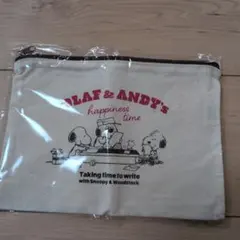 OLAF & ANDY's
happiness
time
Taking time to write
with Snoopy & Woodstock